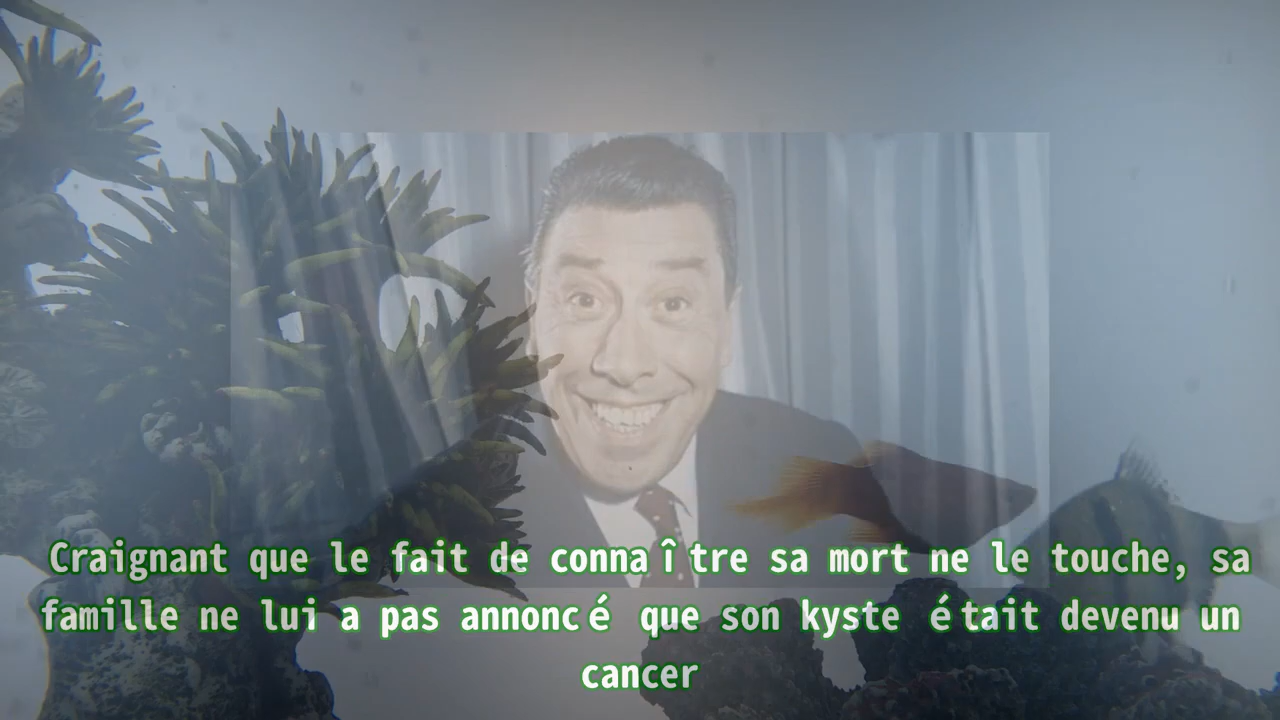 Craignant que le fait de connaître sa mort ne le touche, sa
famille ne lui a pas annoncé que son kyste était devenu un
cancer